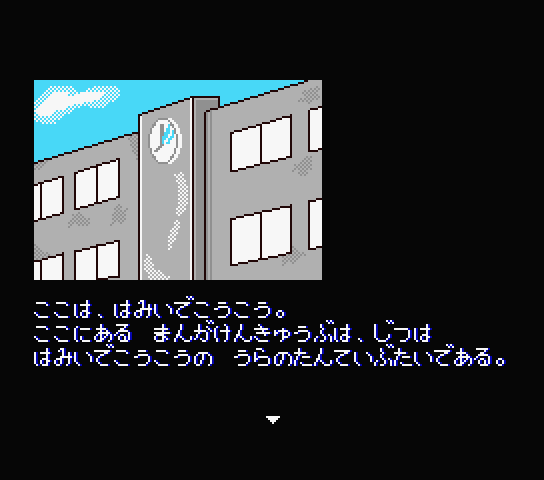 ここは、はみいでこうこう。
ここにある　まんがけんきゅうぶは、じつは
はみいでこうこうの　うらのたんていぶたいである。